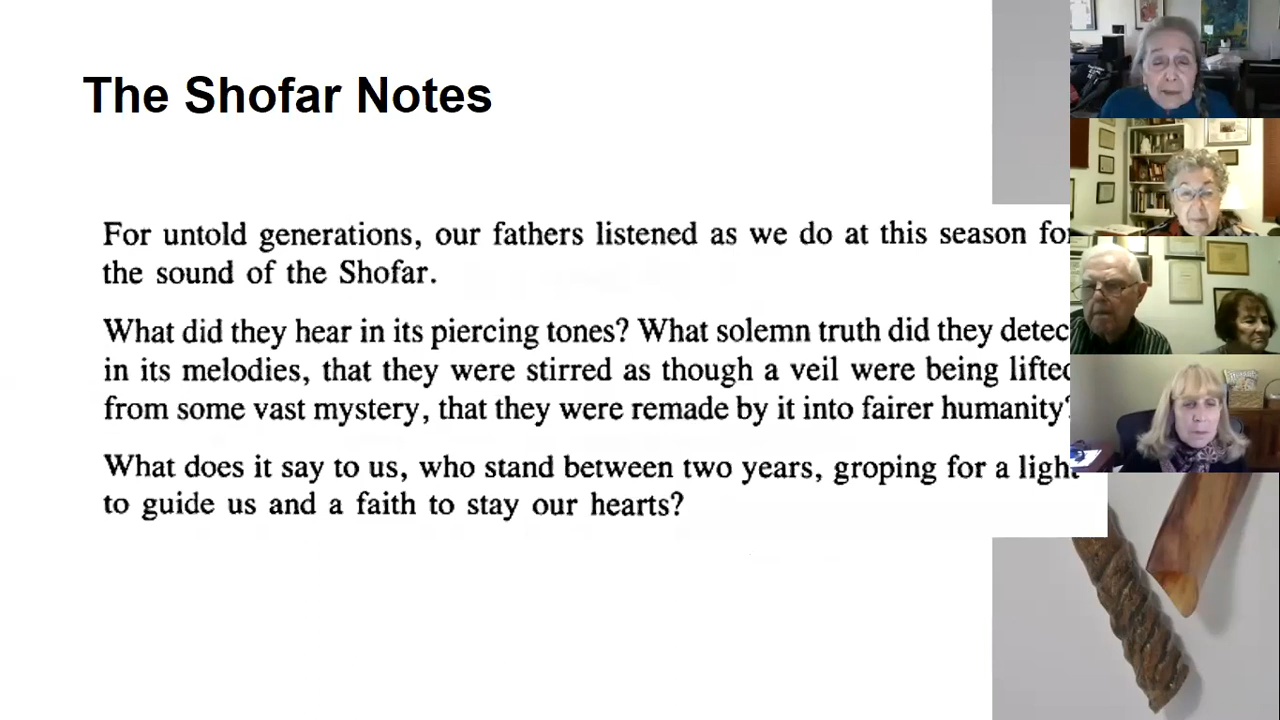 The Shofar Notes
For untold generations, our fathers listened as we do at this season for
the sound of the Shofar.
What did they hear in its piercing tones? What solemn truth did they detec
in its melodies, that they were stirred as though a veil were being lifted
from some vast mystery, that they were remade by it into fairer humanity?
What does it say to us, who stand between two years, groping for a light
to guide us and a faith to stay our hearts?